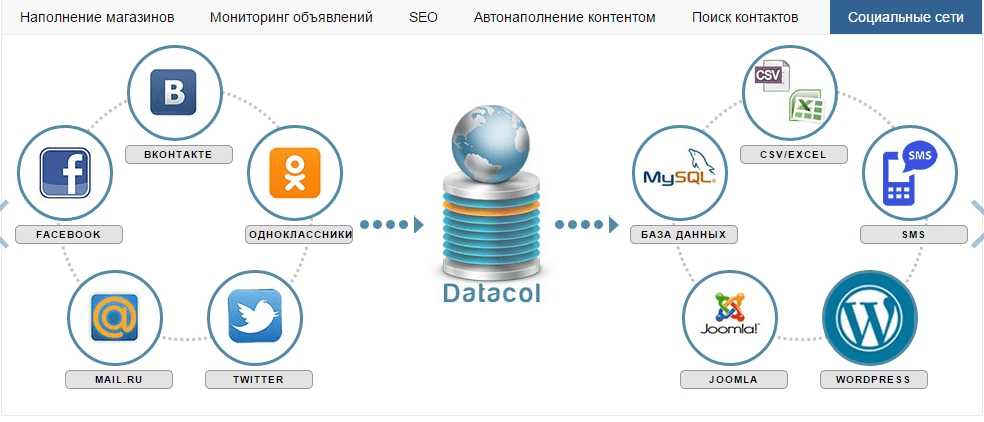 Наполнение магазинов
Мониторинг объявлений
SEO
Автонаполнение контентом
Поиск контактов
Социальные сети
B
ВКОНТАКТЕ
f
FACEBOOK
ОДНОКЛАССНИКИ
@
MAIL.RU
TWITTER
Datacol
CSV
X
CSV/EXCEL
MySQL®
БАЗА ДАННЫХ
SMS
SMS
Joomla!
JOOMLA
W
WORDPRESS